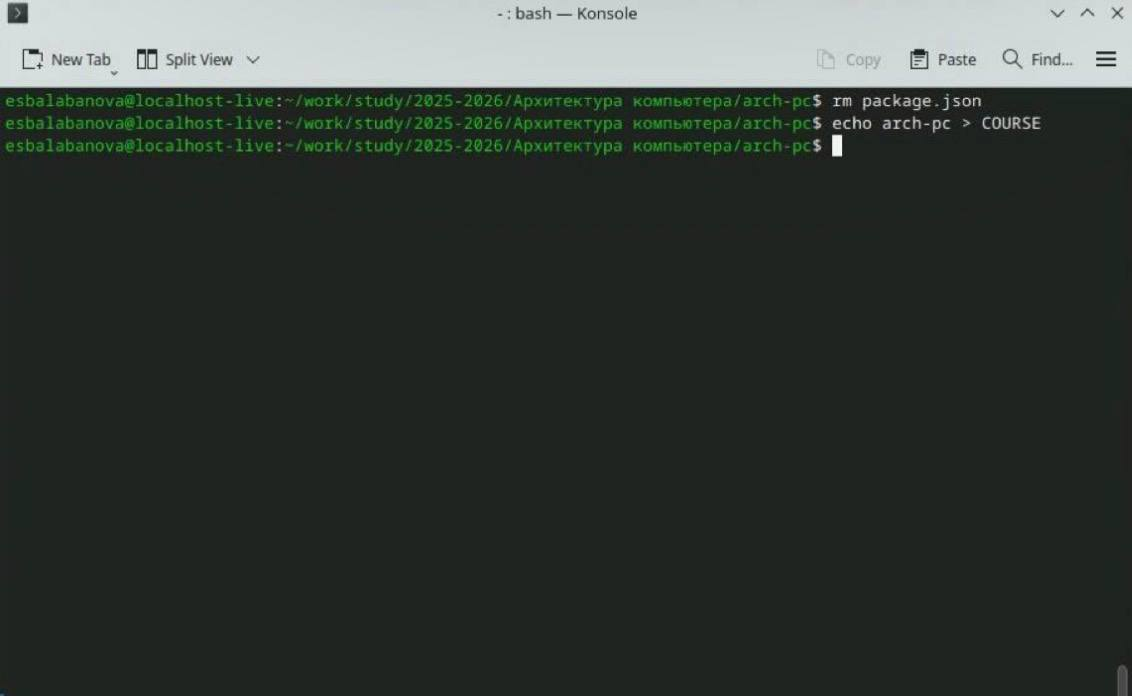 - : bash — Konsole
New Tab Split View Copy Paste Find...
esbalabanova@localhost-live:~/work/study/2025-2026/Архитектура компьютера/arch-pc$ rm package.json
esbalabanova@localhost-live:~/work/study/2025-2026/Архитектура компьютера/arch-pc$ echo arch-pc > COURSE
esbalabanova@localhost-live:~/work/study/2025-2026/Архитектура компьютера/arch-pc$